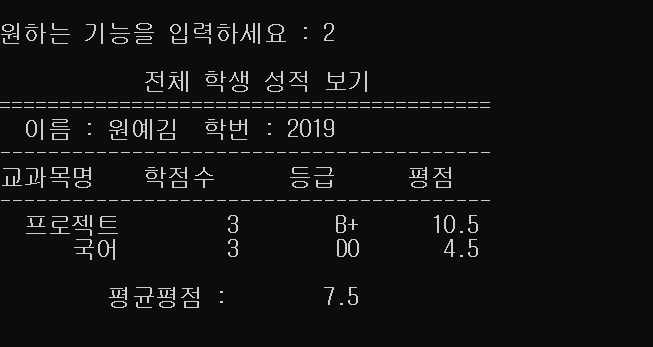 원하는 기능을 입력하세요 : 2
전체 학생 성적 보기
=========================================
이름 : 원예김 학번 : 2019
-----------------------------------------
교과목명 학점수 등급 평점
-----------------------------------------
프로젝트 3 B+ 10.5
국어 3 D0 4.5
평균평점 : 7.5